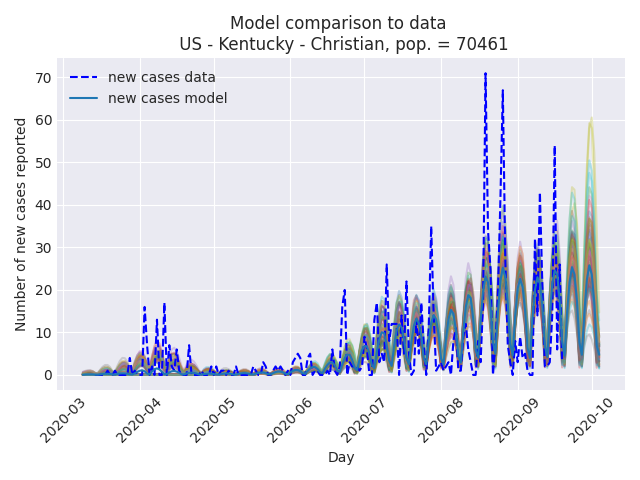 Model comparison to data
US - Kentucky - Christian, pop. = 70461
new cases data
new cases model
Number of new cases reported
70
60
50
40
30
20
10
0
2020-03
2020-04
2020-05
2020-06
2020-07
2020-08
2020-09
2020-10
Day